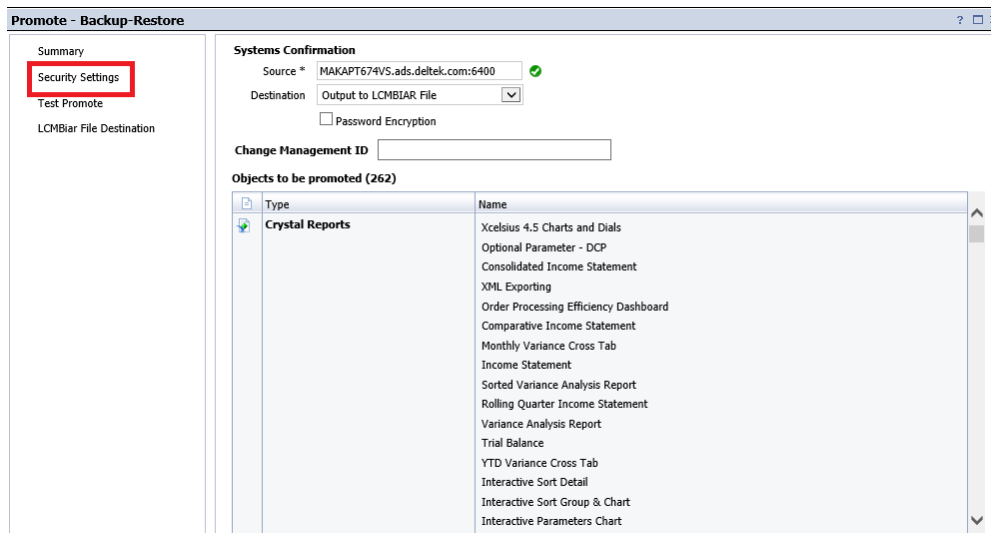 Promote - Backup-Restore ?
Summary
Security Settings
Test Promote
LCMBiar File Destination
Systems Confirmation
Source * MAKAPT674VS.ads.deltek.com:6400
Destination Output to LCMBIAR File
Password Encryption
Change Management ID
Objects to be promoted (262)
Type Name
Crystal Reports Xcelsius 4.5 Charts and Dials
Optional Parameter - DCP
Consolidated Income Statement
XML Exporting
Order Processing Efficiency Dashboard
Comparative Income Statement
Monthly Variance Cross Tab
Income Statement
Sorted Variance Analysis Report
Rolling Quarter Income Statement
Variance Analysis Report
Trial Balance
YTD Variance Cross Tab
Interactive Sort Detail
Interactive Sort Group & Chart
Interactive Parameters Chart